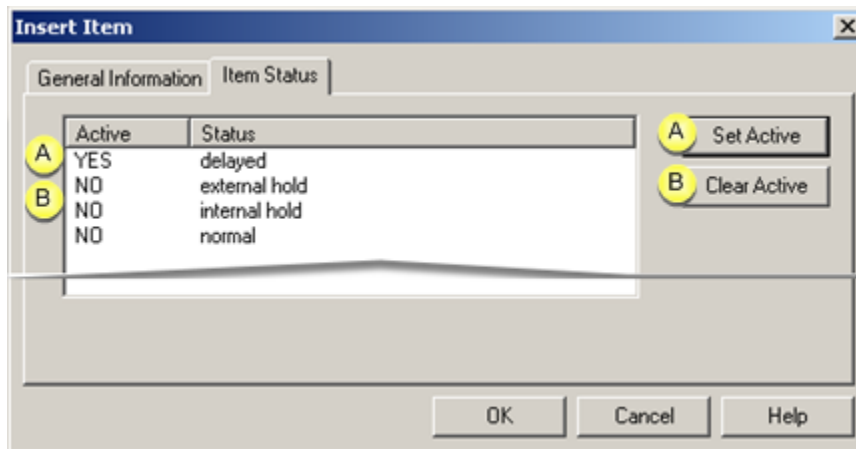 Insert Item
General Information Item Status
Active Status
A YES delayed
B NO external hold
NO internal hold
NO normal
A Set Active
B Clear Active
OK Cancel Help